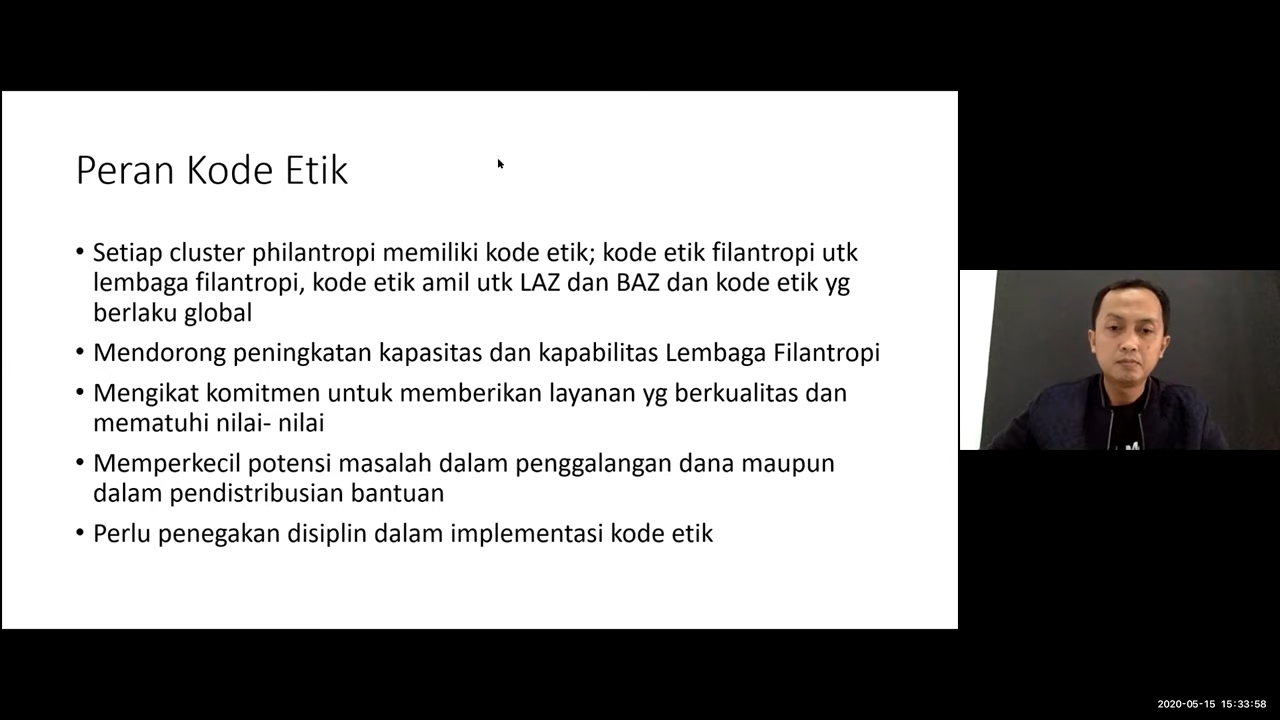 Peran Kode Etik
• Setiap cluster philantropi memiliki kode etik; kode etik filantropi utk
lembaga filantropi, kode etik amil utk LAZ dan BAZ dan kode etik yg
berlaku global
• Mendorong peningkatan kapasitas dan kapabilitas Lembaga Filantropi
• Mengikat komitmen untuk memberikan layanan yg berkualitas dan
mematuhi nilai- nilai
• Memperkecil potensi masalah dalam penggalangan dana maupun
dalam pendistribusian bantuan
• Perlu penegakan disiplin dalam implementasi kode etik
2020-05-15 15:33:58